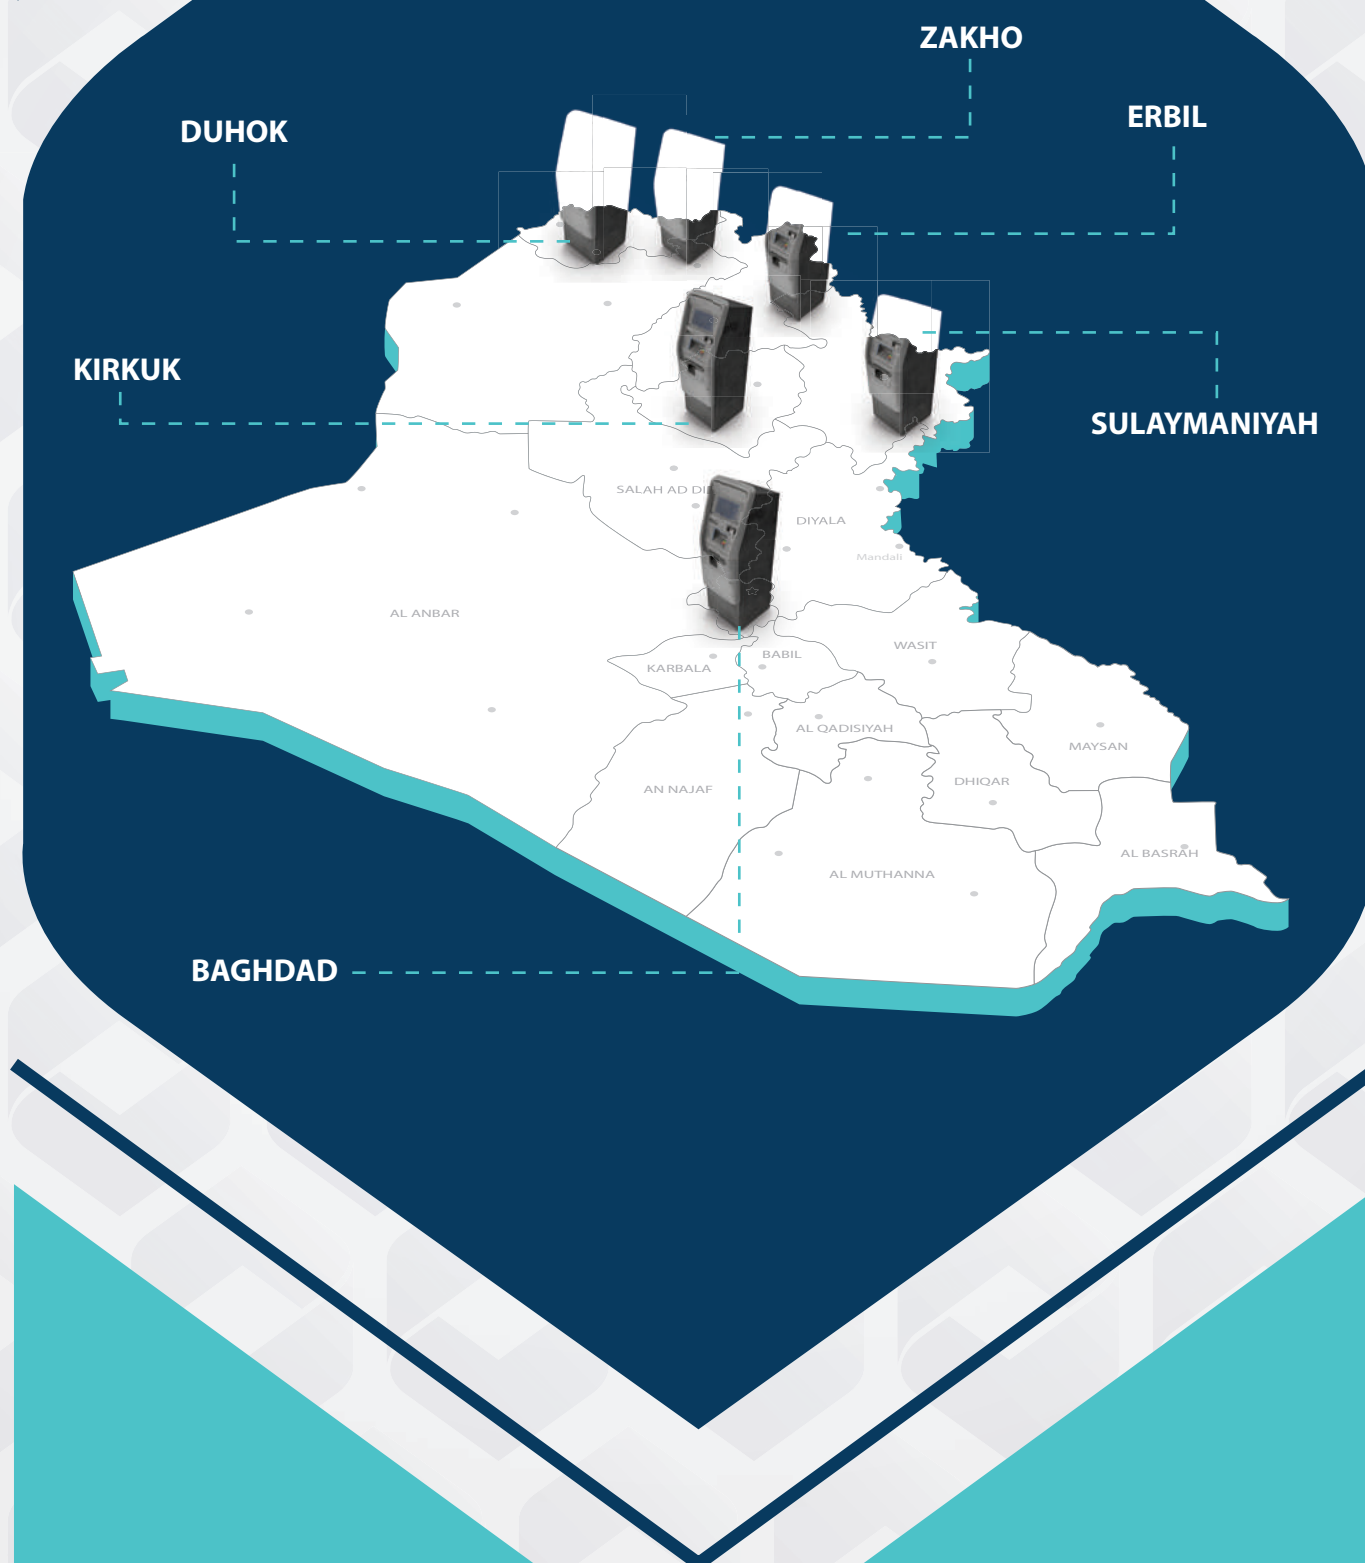 ZAKHO
ERBIL
DUHOK
KIRKUK
SULAYMANIYAH
SALAH AD DI
DIYALA
Mandali
AL ANBAR
WASIT
BABIL
KARBALA
AL QADISIYAH
MAYSAN
DHIQAR
AN NAJAF
AL BASRAH
AL MUTHANNA
BAGHDAD